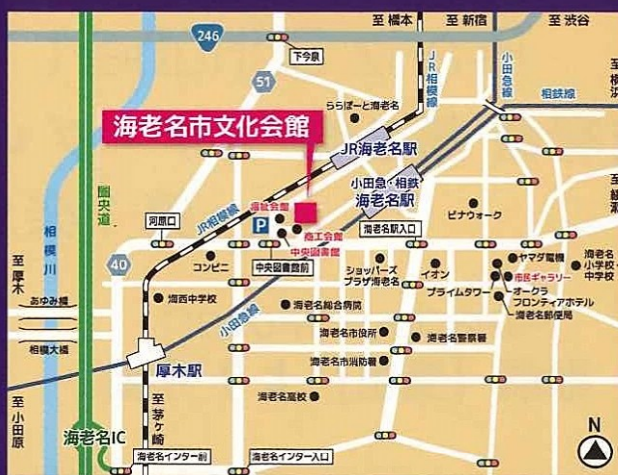 至 橋本
至 新宿
至 渋谷
246
下今泉
51
JR相模線
小田急線
至 横浜
相鉄線
ららぽーと海老名
海老名市文化会館
JR海老名駅
小田急・相鉄
海老名駅
至 綾瀬
圏央道
相模川
JR相模線
福祉会館
河原口
P
商工会館
中央図書館
海老名駅入口
ビナウォーク
至 厚木
40
コンビニ
中央図書館前
ショッパーズ
プラザ海老名
イオン
ヤマダ電機
市民ギャラリー
海老名
小学校・
中学校
プライムタワー
オークラ
フロンティアホテル
海老名郵便局
あゆみ橋
海西中学校
小田急線
海老名総合病院
海老名市役所
海老名警察署
相模大橋
海老名市消防署
厚木駅
至 小田原
至 茅ヶ崎
海老名高校
海老名IC
海老名インター前
海老名インター入口
N